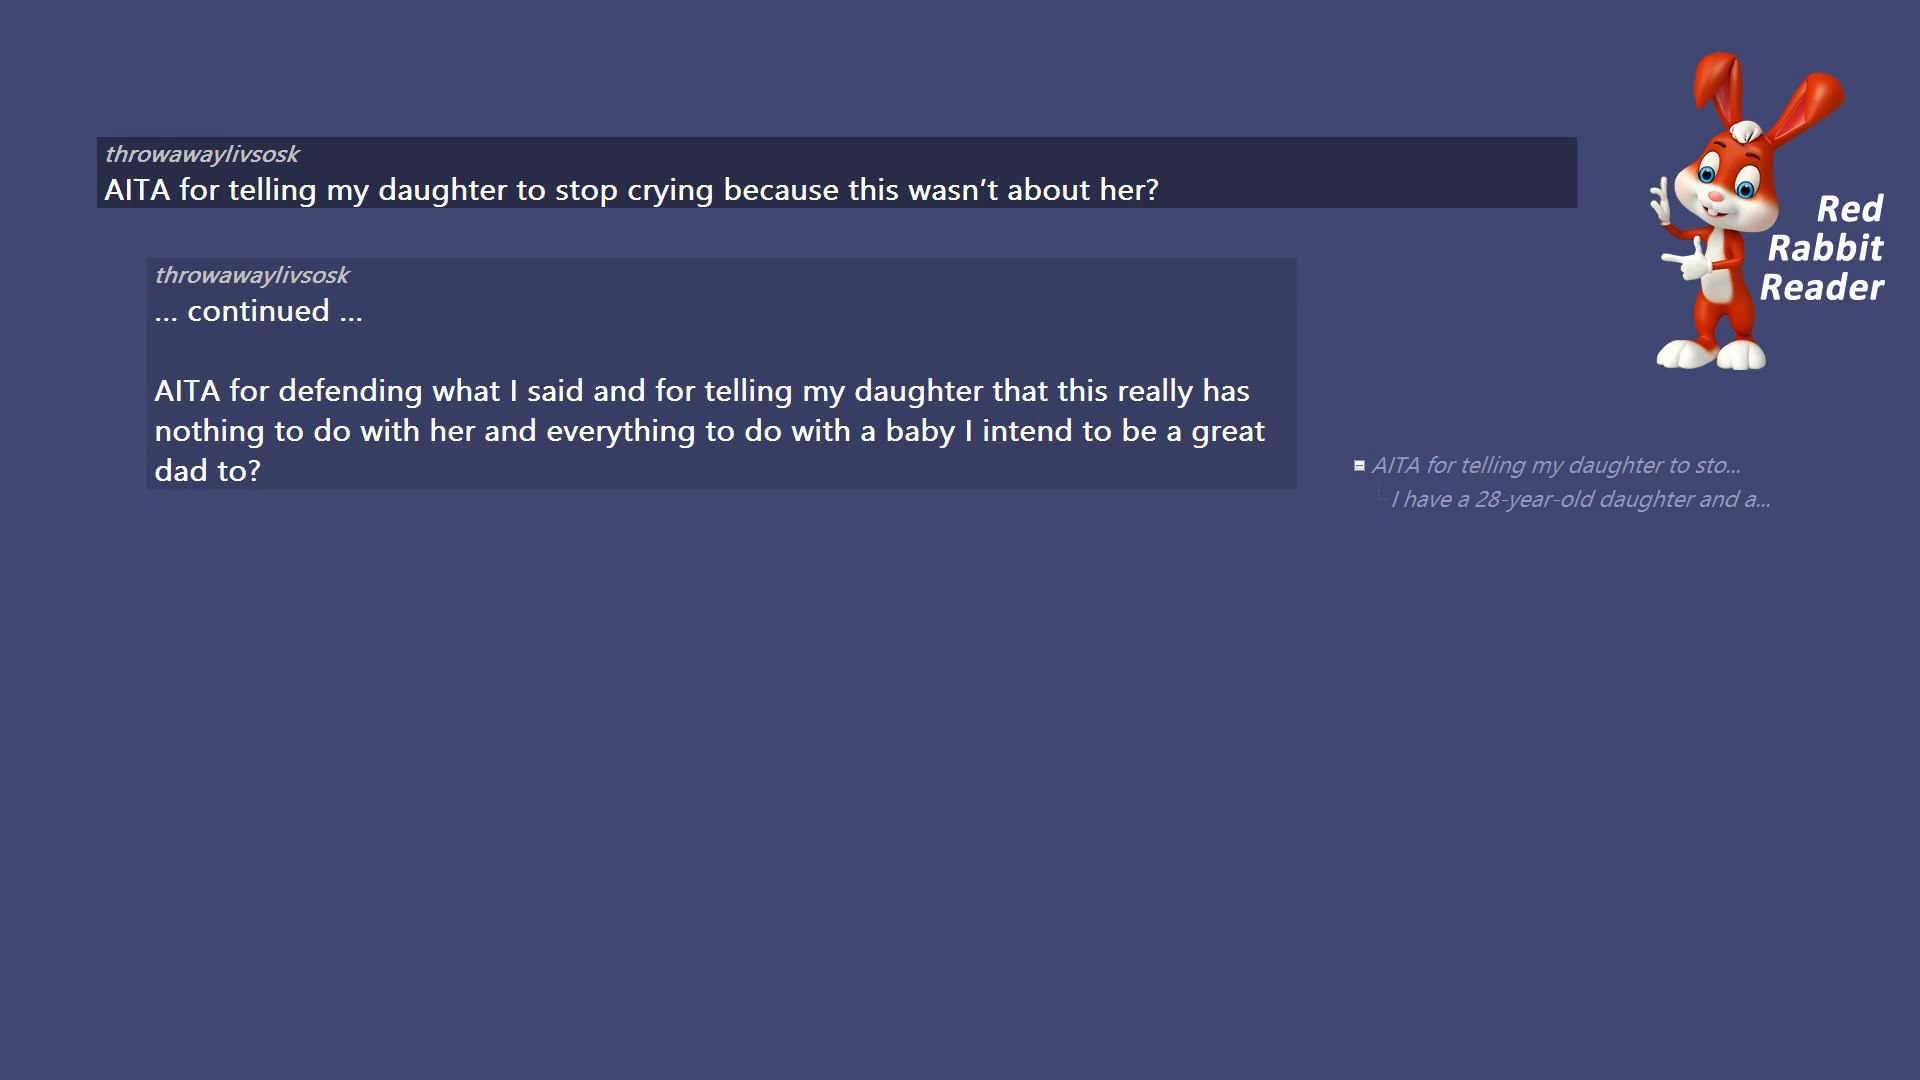 throwawaylivsosk
AITA for telling my daughter to stop crying because this wasn’t about her?
Red
Rabbit
Reader
throwawaylivsosk
... continued ...
AITA for defending what I said and for telling my daughter that this really has
nothing to do with her and everything to do with a baby I intend to be a great
dad to?
AITA for telling my daughter to sto...
I have a 28-year-old daughter and a...